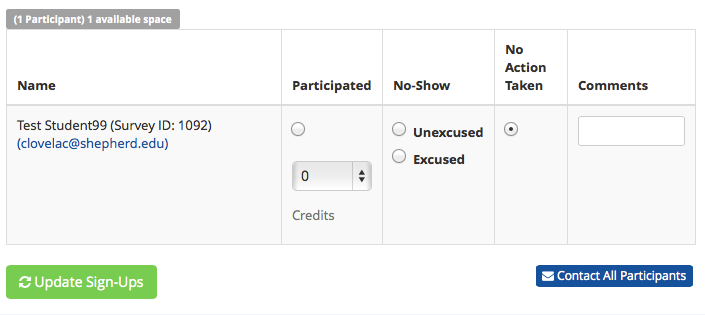 (1 Participant) 1 available space
Name
Participated
No-Show
No
Action
Taken
Comments
Test Student99 (Survey ID: 1092)
(clovelac@shepherd.edu)
Unexcused
Excused
0
Credits
Update Sign-Ups
Contact All Participants